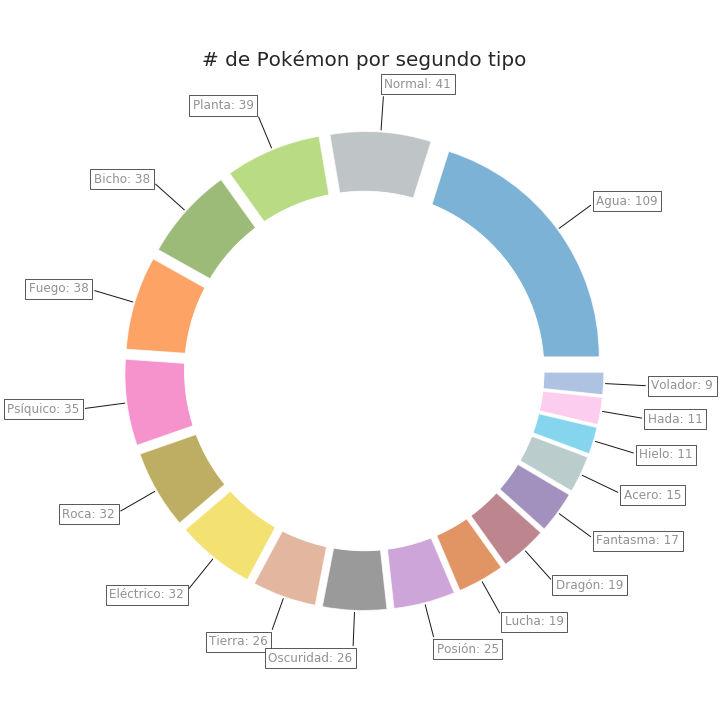 # de Pokémon por segundo tipo
Normal: 41
Planta: 39
Agua: 109
Bicho: 38
Fuego: 38
Volador: 9
Psíquico: 35
Hada: 11
Hielo: 11
Acero: 15
Roca: 32
Fantasma: 17
Dragón: 19
Eléctrico: 32
Lucha: 19
Tierra: 26
Posión: 25
Oscuridad: 26